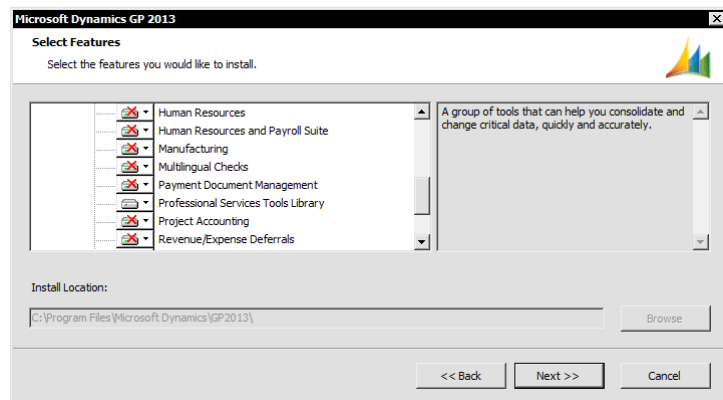 Microsoft Dynamics GP 2013
Select Features
Select the features you would like to install.
Human Resources
Human Resources and Payroll Suite
Manufacturing
Multilingual Checks
Payment Document Management
Professional Services Tools Library
Project Accounting
Revenue/Expense Deferrals
A group of tools that can help you consolidate and
change critical data, quickly and accurately.
Install Location:
C:\Program Files\Microsoft Dynamics\GP2013\
Browse
<< Back
Next >>
Cancel